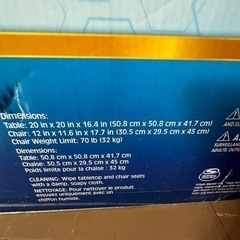 Dimensions:
Table: 20 in x 20 in x 16.4 in (50.8 cm x 50.8 cm x 41.7 cm)
Chair: 12 in x 11.6 in x 17.7 in (30.5 cm x 29.5 cm x 45 cm)
Chair Weight Limit: 70 lb (32 kg)
Dimensions:
Table: 50,8 cm x 50,8 cm x 41,7 cm
Chaise: 30,5 cm x 29,5 cm x 45 cm
Poids limite pour la chaise : 32 kg
CLEANING: Wipe tabletop and chair seats
with a damp, soapy cloth.
NETTOYAGE: Pour nettoyer le produit,
chiffon humide.
AND SU
SURVEILLAN